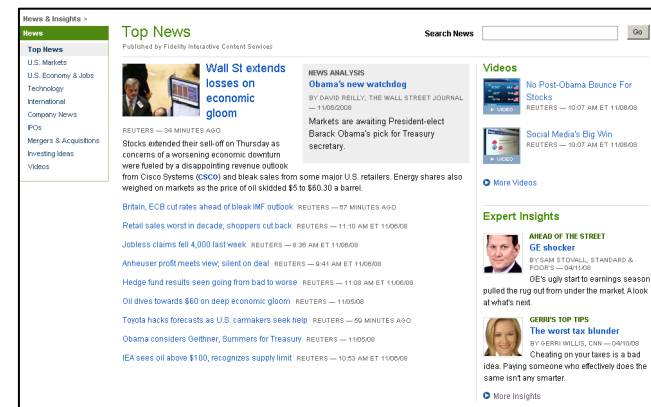 News & Insights >
News
Top News
U.S. Markets
U.S. Economy & Jobs
Technology
International
Company News
IPOs
Mergers & Acquisitions
Investing Ideas
Videos
Top News
Published by Fidelity Interactive Content Services
Search News
Go
Wall St extends
losses on
economic
gloom
REUTERS — 34 MINUTES AGO
Stocks extended their sell-off on Thursday as
concerns of a worsening economic downturn
were fueled by a disappointing revenue outlook
from Cisco Systems (CSCO) and bleak sales from some major U.S. retailers. Energy shares also
weighed on markets as the price of oil skidded $5 to $60.30 a barrel.
NEWS ANALYSIS
Obama's new watchdog
BY DAVID REILLY, THE WALL STREET JOURNAL
— 11/06/2008
Markets are awaiting President-elect
Barack Obama's pick for Treasury
secretary.
Britain, ECB cut rates ahead of bleak IMF outlook REUTERS — 57 MINUTES AGO
Retail sales worst in decade; shoppers cut back REUTERS — 11:10 AM ET 11/06/08
Jobless claims fell 4,000 last week REUTERS — 8:36 AM ET 11/06/08
Anheuser profit meets view; silent on deal REUTERS — 9:41 AM ET 11/06/08
Hedge fund results seen going from bad to worse REUTERS — 11:08 AM ET 11/06/08
Oil dives towards $60 on deep economic gloom REUTERS — 11/05/08
Toyota hacks forecasts as U.S. carmakers seek help REUTERS — 59 MINUTES AGO
Obama considers Geithner, Summers for Treasury REUTERS — 11/05/08
IEA sees oil above $100, recognizes supply limit REUTERS — 10:53 AM ET 11/06/08
Videos
▶ VIDEO
No Post-Obama Bounce For
Stocks
REUTERS — 10:07 AM ET 11/06/08
▶ VIDEO
Social Media's Big Win
REUTERS — 10:07 AM ET 11/06/08
More Videos
Expert Insights
AHEAD OF THE STREET
GE shocker
BY SAM STOVALL, STANDARD &
POOR'S — 04/11/08
GE's ugly start to earnings season
pulled the rug out from under the market. A look
at what's next.
GERRI'S TOP TIPS
The worst tax blunder
BY GERRI WILLIS, CNN — 04/10/08
Cheating on your taxes is a bad
idea. Paying someone who effectively does the
same isn't any smarter.
More Insights